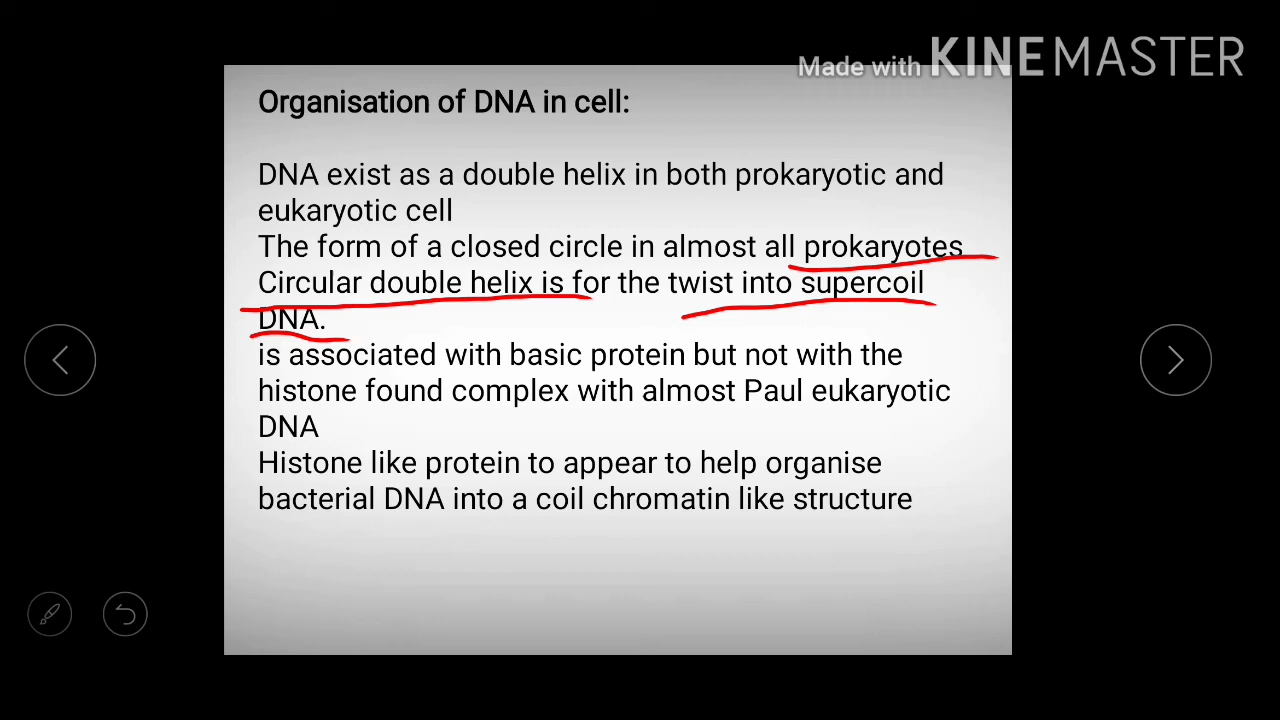 Made with KINEMASTER
Organisation of DNA in cell:
DNA exist as a double helix in both prokaryotic and
eukaryotic cell
The form of a closed circle in almost all prokaryotes
Circular double helix is for the twist into supercoil
DNA.
is associated with basic protein but not with the
histone found complex with almost Paul eukaryotic
DNA
Histone like protein to appear to help organise
bacterial DNA into a coil chromatin like structure